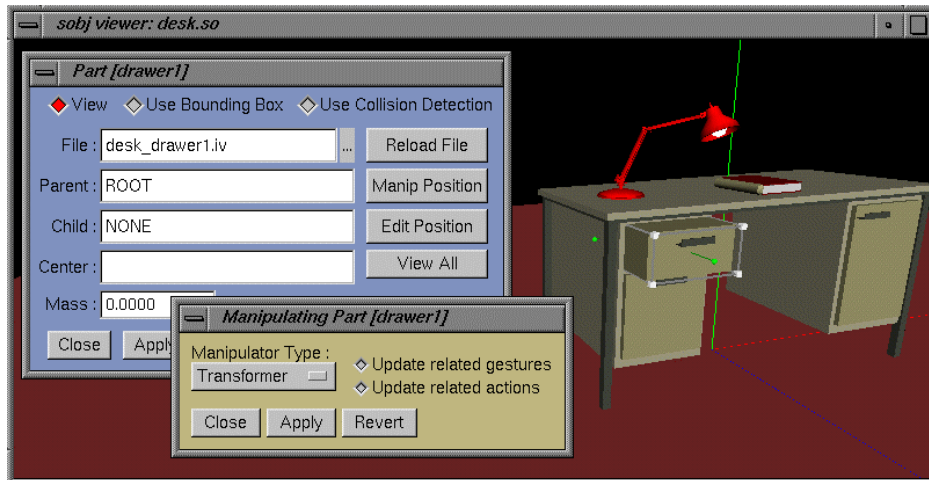 sobj viewer: desk.so
Part [drawer1]
View Use Bounding Box Use Collision Detection
File : desk_drawer1.iv ... Reload File
Parent : ROOT Manip Position
Child : NONE Edit Position
Center : View All
Mass : 0.0000
Close
Manipulating Part [drawer1]
Manipulator Type :
Transformer
Update related gestures
Update related actions
Close Apply Revert